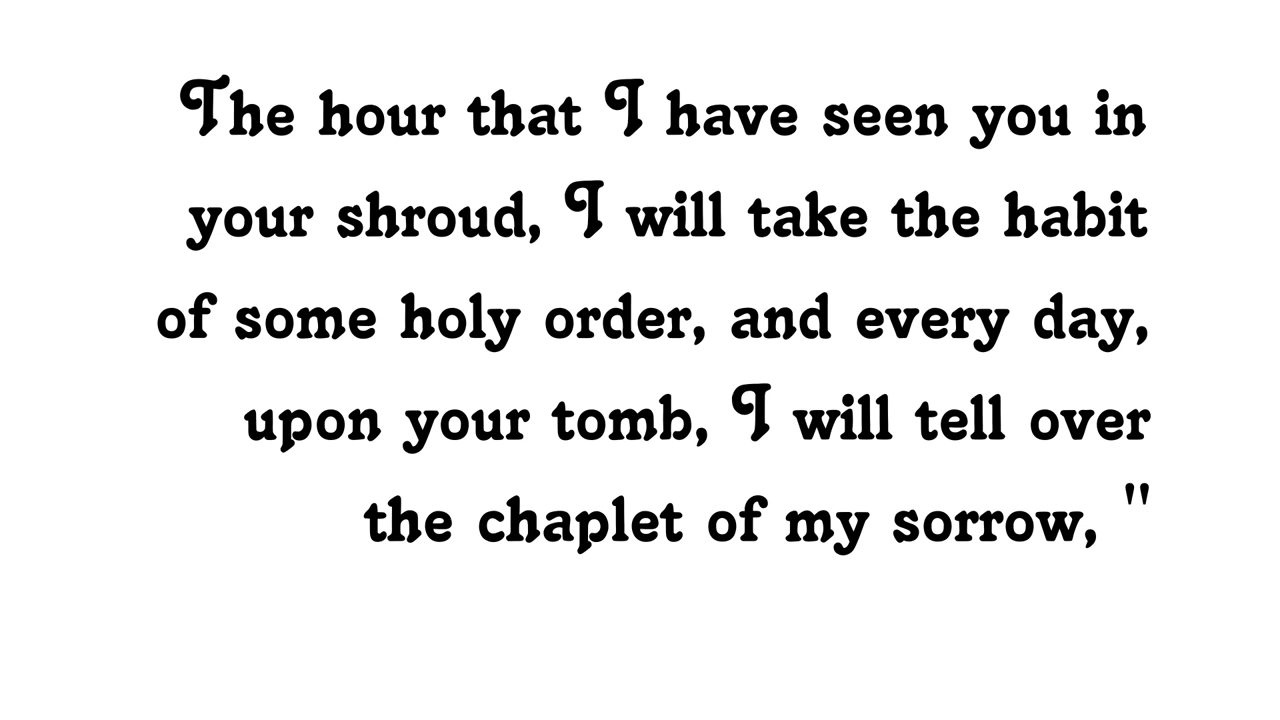 The hour that I have seen you in
your shroud, I will take the habit
of some holy order, and every day,
upon your tomb, I will tell over
the chaplet of my sorrow, "